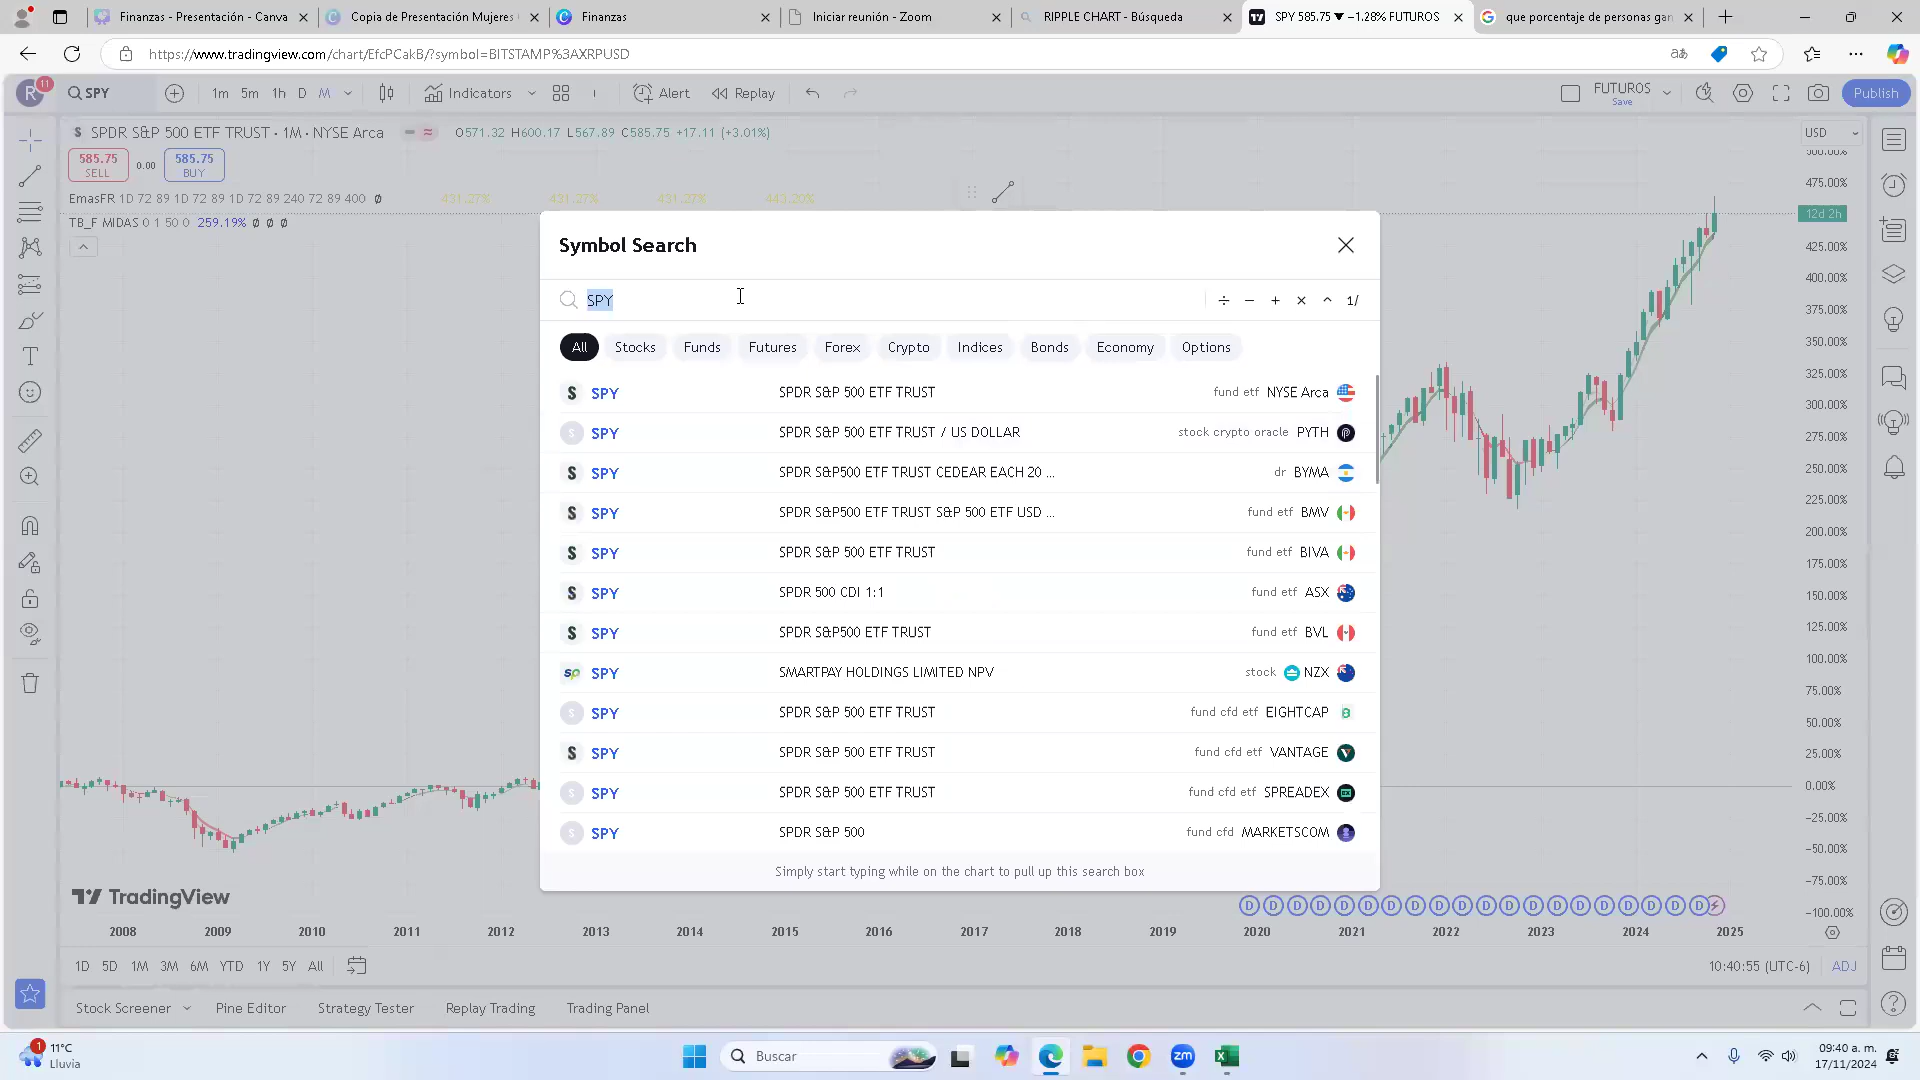 Finanzas - Presentación - Canva
Copia de Presentación Mujeres
Finanzas
Iniciar reunión - Zoom
RIPPLE CHART - Búsqueda
SPY 585.75 ▼ −1.28% FUTUROS
que porcentaje de personas gan
https://www.tradingview.com/chart/EfcPCakB/?symbol=BITSTAMP%3AXRPUSD
R 11 SPY 1m 5m 1h D M Indicators Alert Replay FUTUROS Save Publish
SPDR S&P 500 ETF TRUST · 1M · NYSE Arca O571.32 H600.17 L567.89 C585.75 +17.11 (+3.01%) USD
585.75 SELL 0.00 585.75 BUY
EmasFR 1D 72 89 1D 72 89 1D 72 89 240 72 89 400 ø 431.27% 431.27% 431.27% 443.20%
TB_F MIDAS 0 1 50 0 259.19% ø ø ø
Symbol Search
SPY ÷ − + × ^ 1/
All Stocks Funds Futures Forex Crypto Indices Bonds Economy Options
SPY SPDR S&P 500 ETF TRUST fund etf NYSE Arca
SPY SPDR S&P 500 ETF TRUST / US DOLLAR stock crypto oracle PYTH
SPY SPDR S&P500 ETF TRUST CEDEAR EACH 20 ... dr BYMA
SPY SPDR S&P500 ETF TRUST S&P 500 ETF USD ... fund etf BMV
SPY SPDR S&P 500 ETF TRUST fund etf BIVA
SPY SPDR 500 CDI 1:1 fund etf ASX
SPY SPDR S&P500 ETF TRUST fund etf BVL
SPY SMARTPAY HOLDINGS LIMITED NPV stock NZX
SPY SPDR S&P 500 ETF TRUST fund cfd etf EIGHTCAP
SPY SPDR S&P 500 ETF TRUST fund cfd etf VANTAGE
SPY SPDR S&P 500 ETF TRUST fund cfd etf SPREADEX
SPY SPDR S&P 500 fund cfd MARKETSCOM
Simply start typing while on the chart to pull up this search box
500.00%
475.00%
12d 2h
425.00%
400.00%
375.00%
350.00%
325.00%
300.00%
275.00%
250.00%
225.00%
200.00%
175.00%
150.00%
125.00%
100.00%
75.00%
50.00%
25.00%
0.00%
−25.00%
−50.00%
−75.00%
−100.00%
TradingView
D D D D D D D D D D D D D D D D D D D D
2008 2009 2010 2011 2012 2013 2014 2015 2016 2017 2018 2019 2020 2021 2022 2023 2024 2025
1D 5D 1M 3M 6M YTD 1Y 5Y All 10:40:55 (UTC-6) ADJ
Stock Screener Pine Editor Strategy Tester Replay Trading Trading Panel
1 11°C
Lluvia
Buscar
zm
09:40 a. m.
17/11/2024